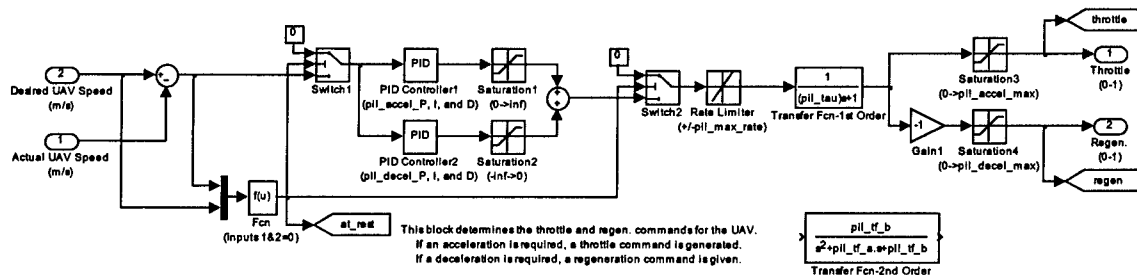 0
Switch1
PID
PID Controller1
(pil_accel_P, I, and D)
Saturation1
(0->inf)
PID
PID Controller2
(pil_decel_P, I, and D)
Saturation2
(-inf->0)
2
Desired UAV Speed
(m/s)
1
Actual UAV Speed
(m/s)
f(u)
Fcn
(Inputs 1&2=0)
at_rest
0
Switch2
Rate Limiter
(+/-pil_max_rate)
1
(pil_tau)s+1
Transfer Fcn-1st Order
Saturation3
(0->pil_accel_max)
throttle
1
Throttle
(0-1)
-1
Gain1
Saturation4
(0->pil_decel_max)
2
Regen.
(0-1)
regen
This block determines the throttle and regen. commands for the UAV.
If an acceleration is required, a throttle command is generated.
If a deceleration is required, a regeneration command is given.
pil_tf_b
s²+pil_tf_a.s+pil_tf_b
Transfer Fcn-2nd Order